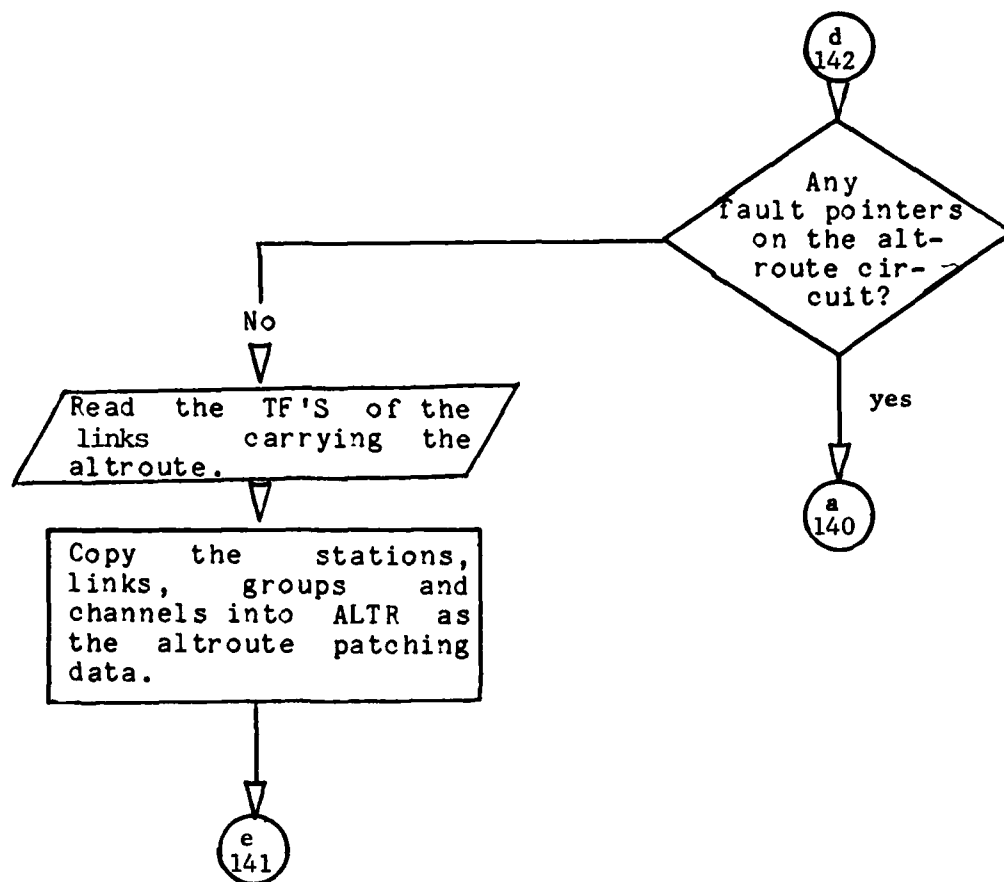 d
142
Any
fault pointers
on the alt-
route cir-
cuit?
No
yes
Read the TF'S of the
links carrying the
altroute.
a
140
Copy the stations,
links, groups and
channels into ALTR as
the altroute patching
data.
e
141